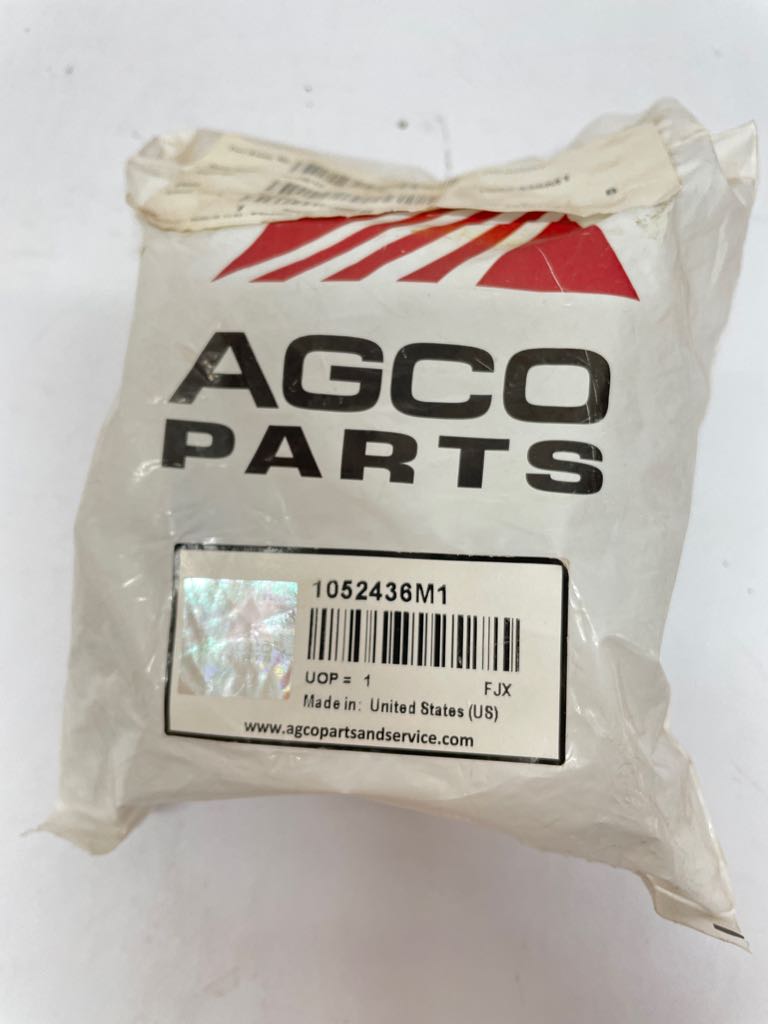 AGCO
PARTS
1052436M1
UOP = 1 FJX
Made in: United States (US)
www.agcopartsandservice.com